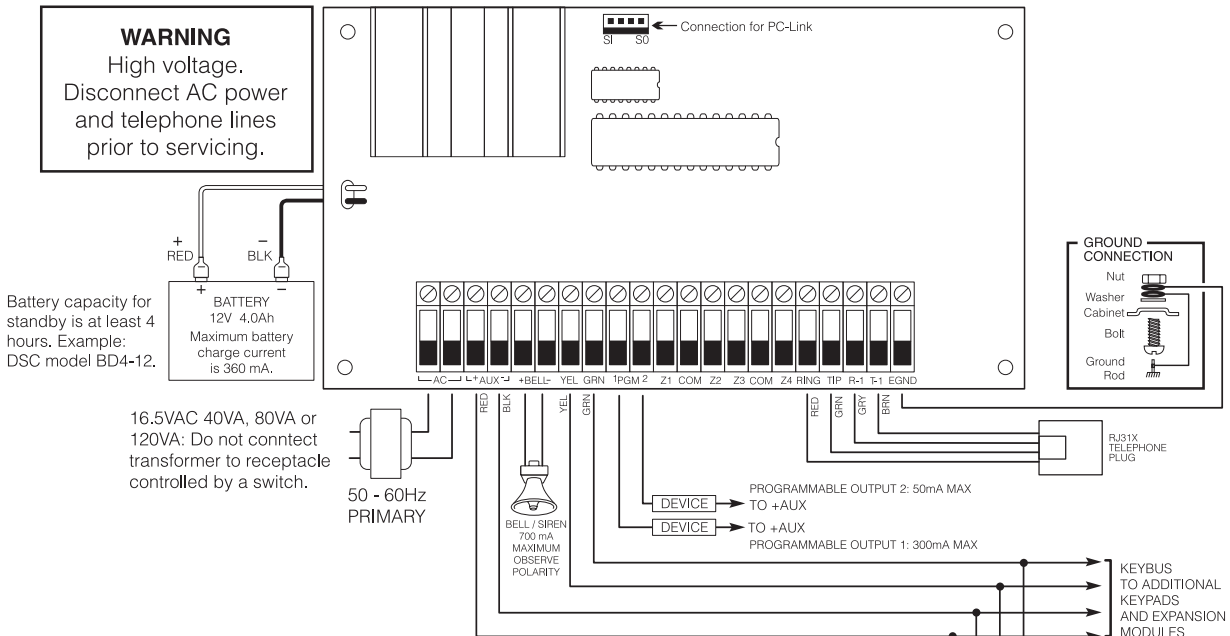 WARNING
High voltage.
Disconnect AC power
and telephone lines
prior to servicing.
SI SO
Connection for PC-Link
+ −
RED BLK
− −
+ −
BATTERY
12V 4.0Ah
Maximum battery
charge current
is 360 mA.
Battery capacity for
standby is at least 4
hours. Example:
DSC model BD4-12.
GROUND
CONNECTION
Nut
Washer
Cabinet
Bolt
Ground
Rod
AC +AUX- +BELL- YEL GRN 1PGM 2 Z1 COM Z2 Z3 COM Z4 RING TIP R-1 T-1 EGND
RED BLK YEL GRN RED GRN GRY BRN
16.5VAC 40VA, 80VA or
120VA: Do not conntect
transformer to receptacle
controlled by a switch.
50 - 60Hz
PRIMARY
BELL / SIREN
700 mA
MAXIMUM
OBSERVE
POLARITY
RJ31X
TELEPHONE
PLUG
PROGRAMMABLE OUTPUT 2: 50mA MAX
DEVICE TO +AUX
DEVICE TO +AUX
PROGRAMMABLE OUTPUT 1: 300mA MAX
KEYBUS
TO ADDITIONAL
KEYPADS
AND EXPANSION
MODULES